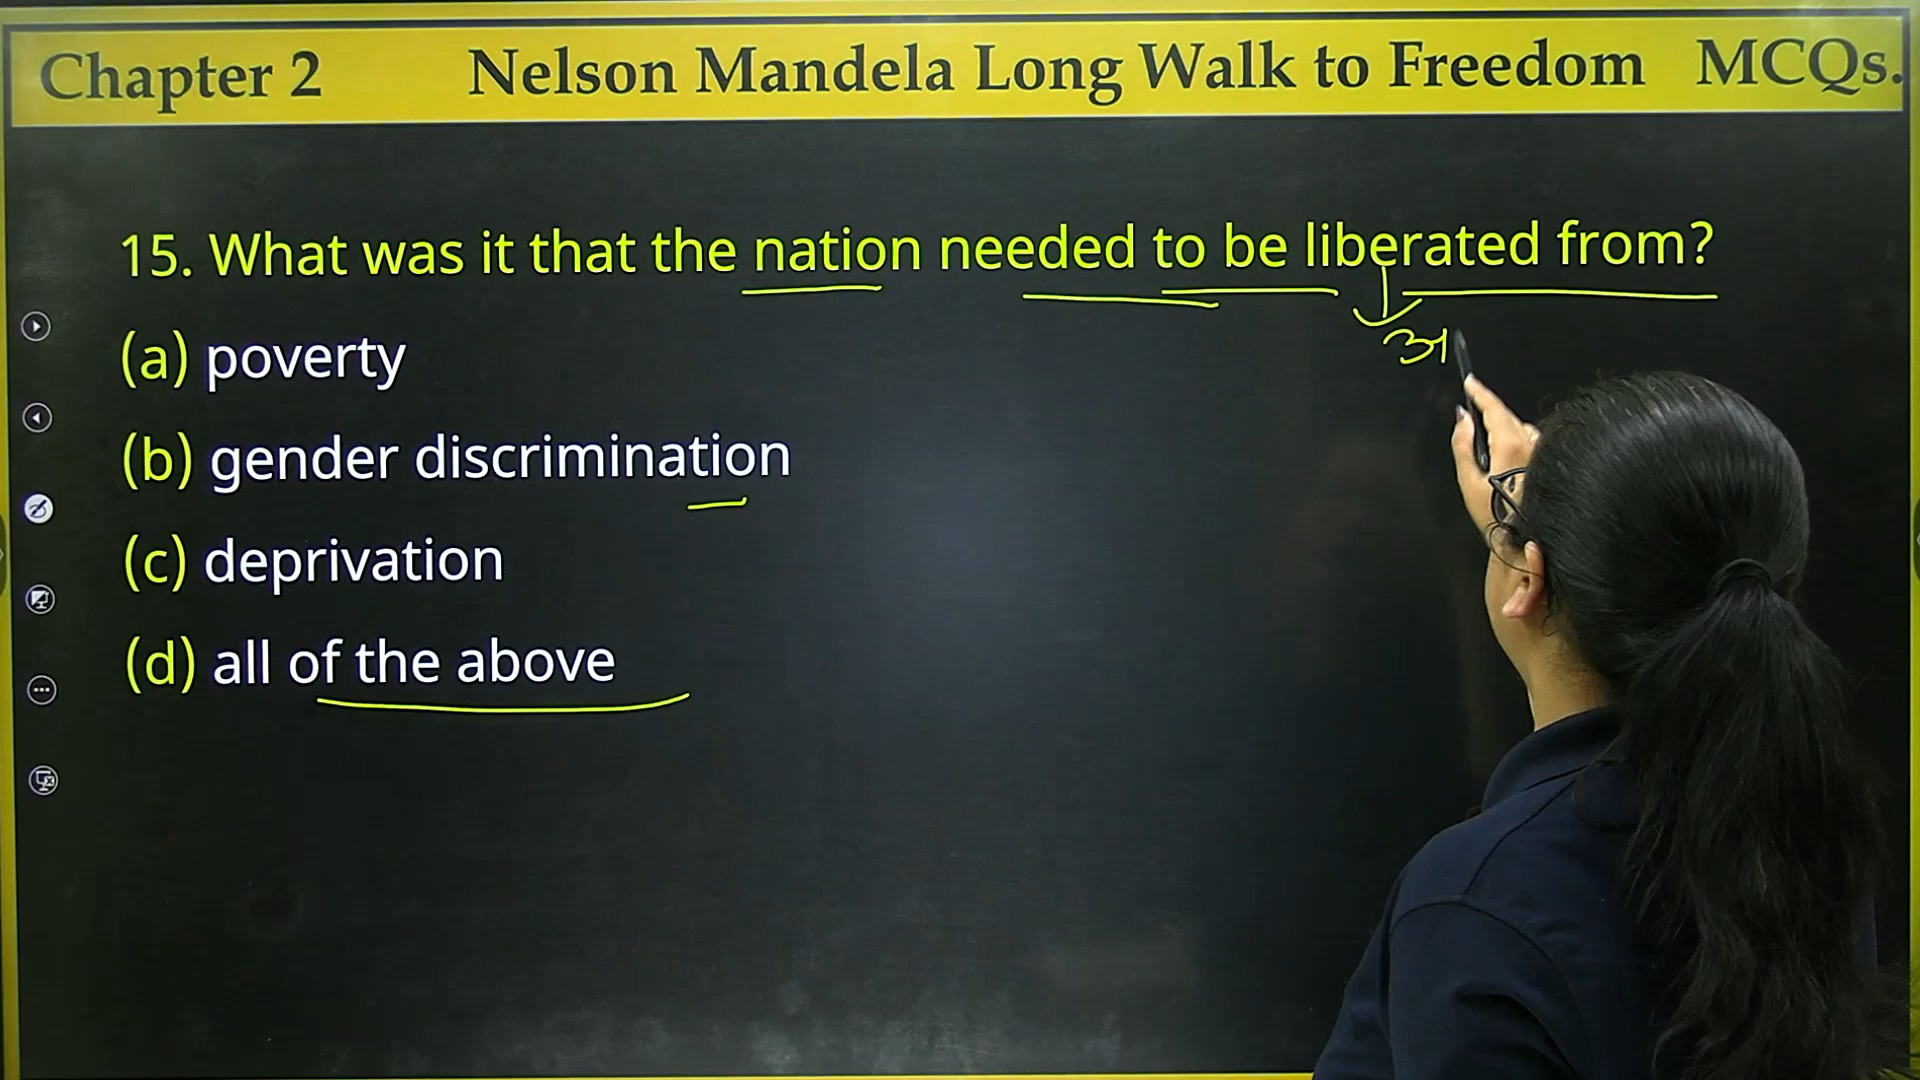 Chapter 2 Nelson Mandela Long Walk to Freedom MCQs.
15. What was it that the nation needed to be liberated from?
अ
(a) poverty
(b) gender discrimination
(c) deprivation
(d) all of the above